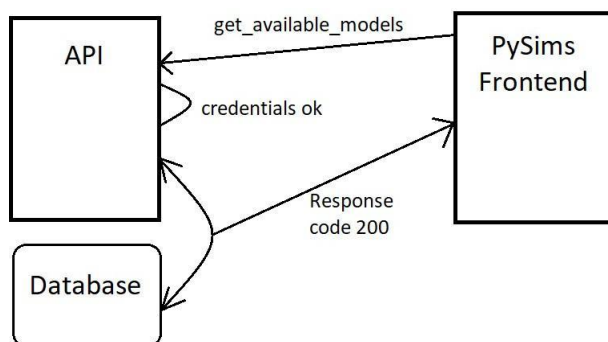 get_available_models
API
PySims
Frontend
credentials ok
Response
code 200
Database